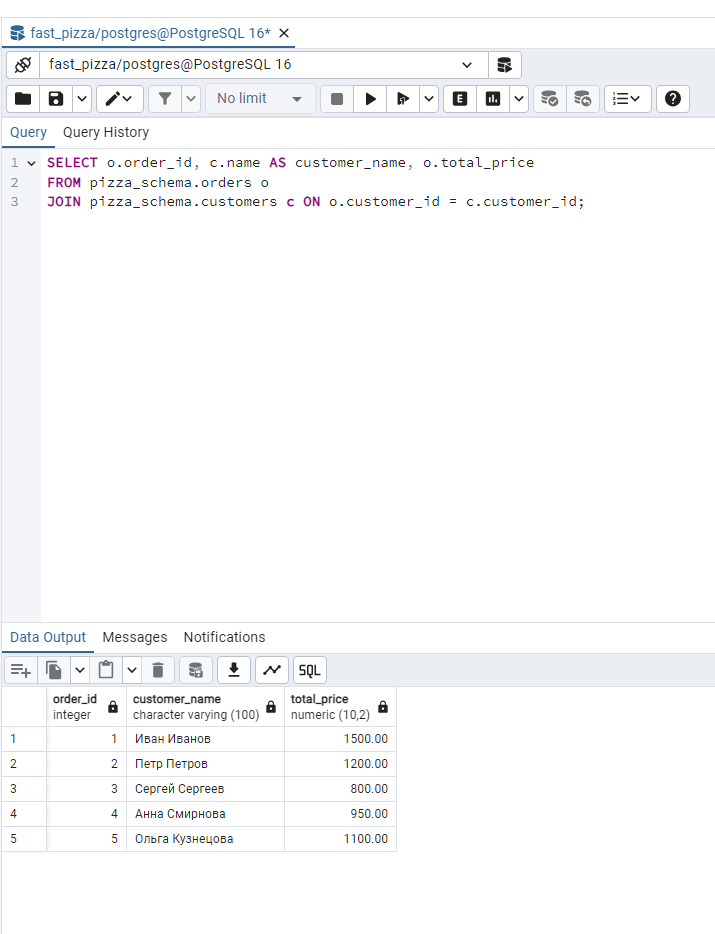 fast_pizza/postgres@PostgreSQL 16*
fast_pizza/postgres@PostgreSQL 16
No limit
E
Query Query History
1 SELECT o.order_id, c.name AS customer_name, o.total_price
2 FROM pizza_schema.orders o
3 JOIN pizza_schema.customers c ON o.customer_id = c.customer_id;
Data Output Messages Notifications
SQL
order_id customer_name total_price
integer character varying (100) numeric (10,2)
1 1 Иван Иванов 1500.00
2 2 Петр Петров 1200.00
3 3 Сергей Сергеев 800.00
4 4 Анна Смирнова 950.00
5 5 Ольга Кузнецова 1100.00